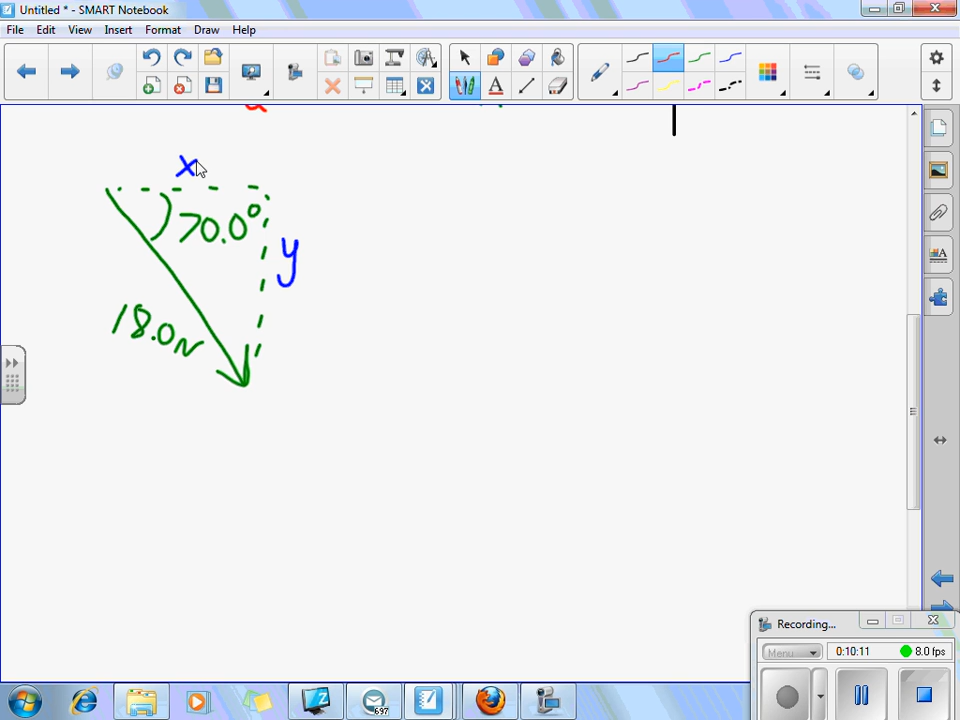 Untitled * - SMART Notebook
File Edit View Insert Format Draw Help
x
70.0°
y
18.0N
Recording...
Menu 0:10:11 8.0 fps
697